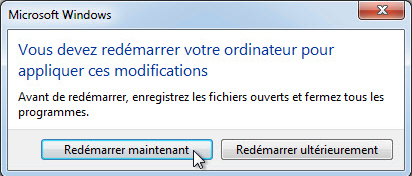 Microsoft Windows
Vous devez redémarrer votre ordinateur pour
appliquer ces modifications
Avant de redémarrer, enregistrez les fichiers ouverts et fermez tous les
programmes.
Redémarrer maintenant
Redémarrer ultérieurement